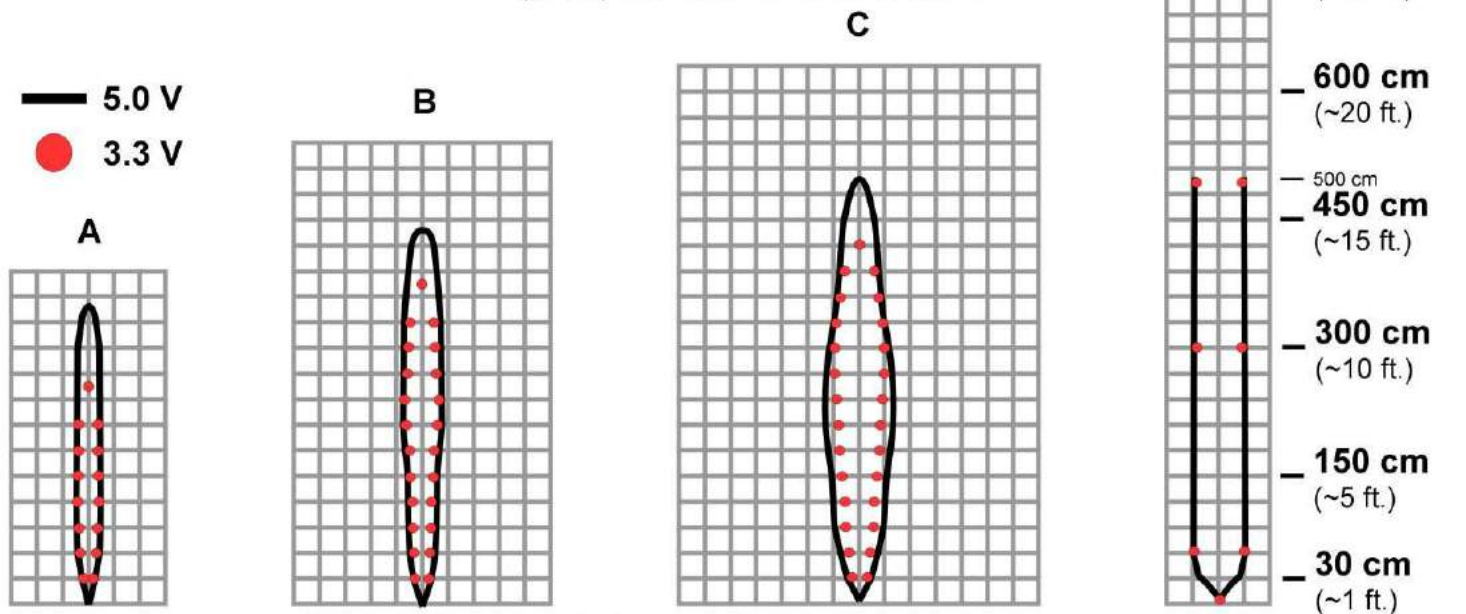 C
600 cm
(~20 ft.)
5.0 V
B
3.3 V
500 cm
450 cm
(~15 ft.)
A
300 cm
(~10 ft.)
150 cm
(~5 ft.)
30 cm
(~1 ft.)